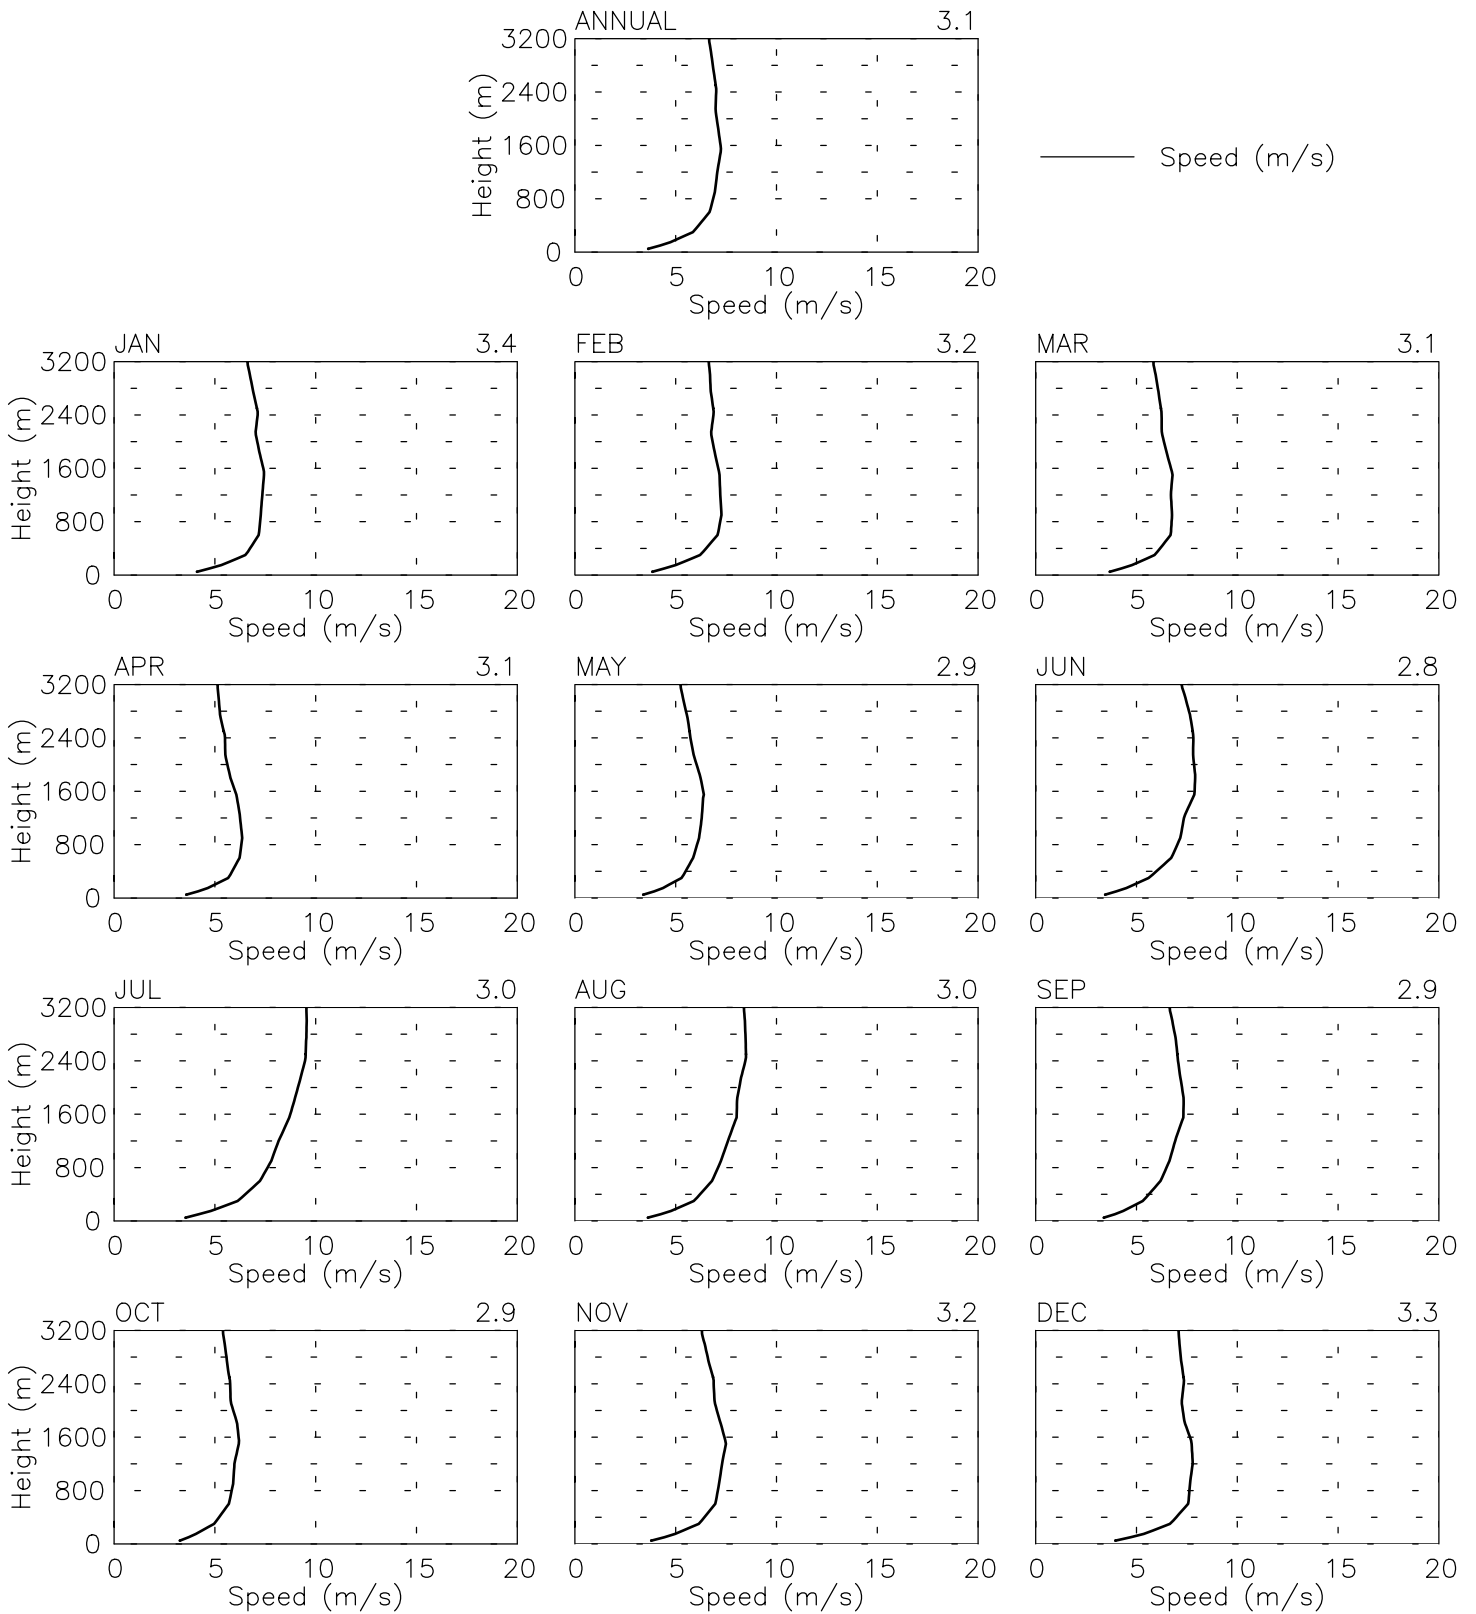 ANNUAL 3.1
3200
2400
1600
800
0
Height (m)
0 5 10 15 20
Speed (m/s)
Speed (m/s)
JAN 3.4
3200
2400
1600
800
0
Height (m)
0 5 10 15 20
Speed (m/s)
FEB 3.2
0 5 10 15 20
Speed (m/s)
MAR 3.1
0 5 10 15 20
Speed (m/s)
APR 3.1
3200
2400
1600
800
0
Height (m)
0 5 10 15 20
Speed (m/s)
MAY 2.9
0 5 10 15 20
Speed (m/s)
JUN 2.8
0 5 10 15 20
Speed (m/s)
JUL 3.0
3200
2400
1600
800
0
Height (m)
0 5 10 15 20
Speed (m/s)
AUG 3.0
0 5 10 15 20
Speed (m/s)
SEP 2.9
0 5 10 15 20
Speed (m/s)
OCT 2.9
3200
2400
1600
800
0
Height (m)
0 5 10 15 20
Speed (m/s)
NOV 3.2
0 5 10 15 20
Speed (m/s)
DEC 3.3
0 5 10 15 20
Speed (m/s)